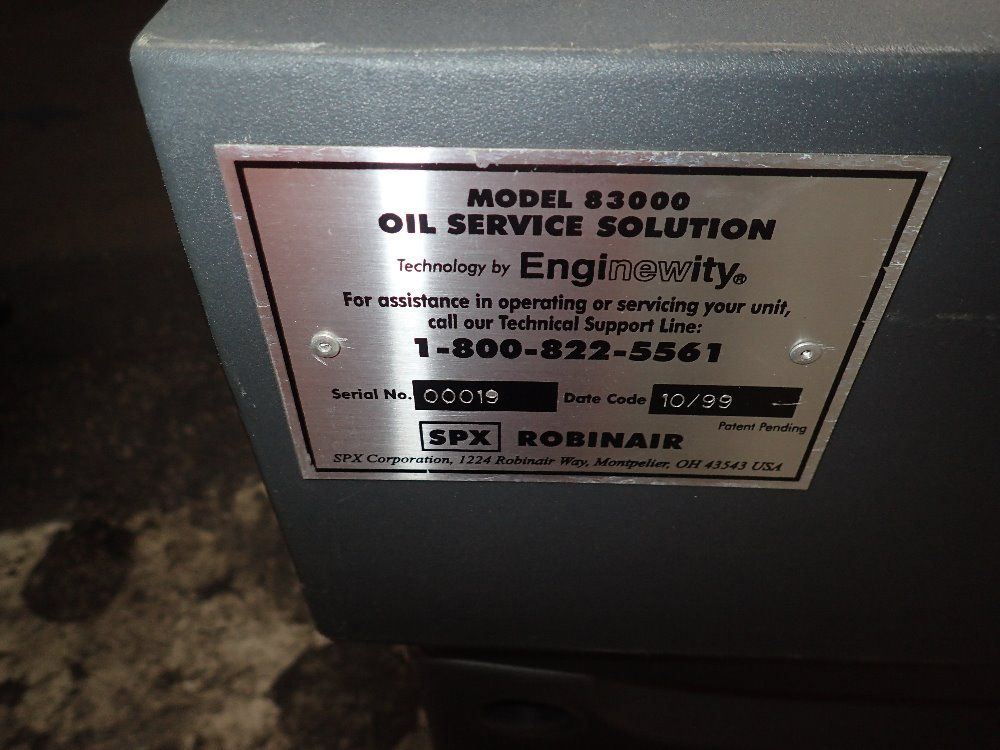 MODEL 83000
OIL SERVICE SOLUTION
Technology by Enginewity®
For assistance in operating or servicing your unit,
call our Technical Support Line:
1-800-822-5561
Serial No. 00019 Date Code 10/99
Patent Pending
SPX ROBINAIR
SPX Corporation, 1224 Robinair Way, Montpelier, OH 43543 USA